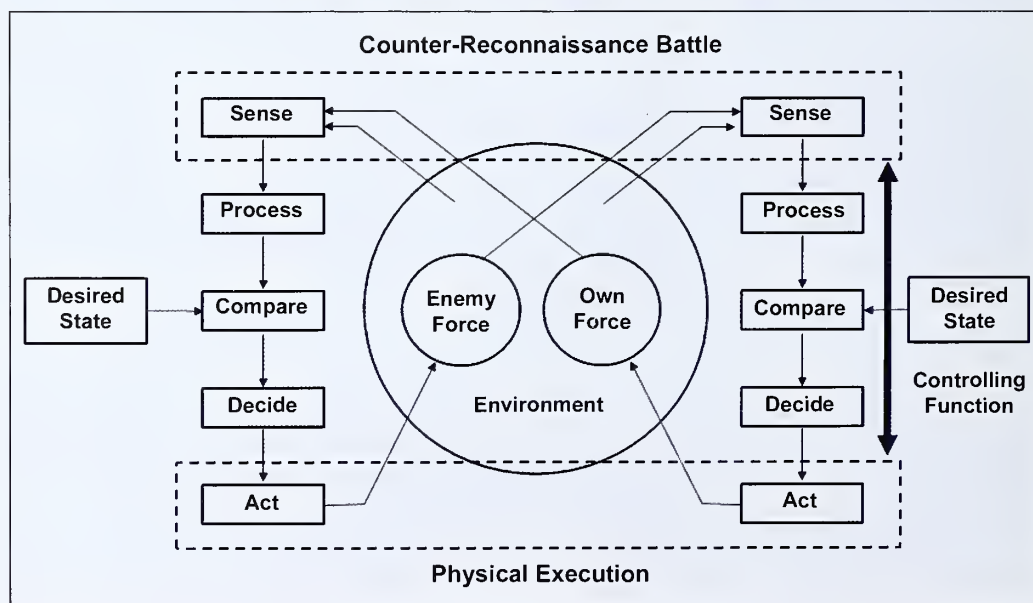 Counter-Reconnaissance Battle
Sense
Sense
Process
Process
Desired
State
Compare
Enemy
Force
Own
Force
Compare
Desired
State
Decide
Environment
Decide
Controlling
Function
Act
Act
Physical Execution